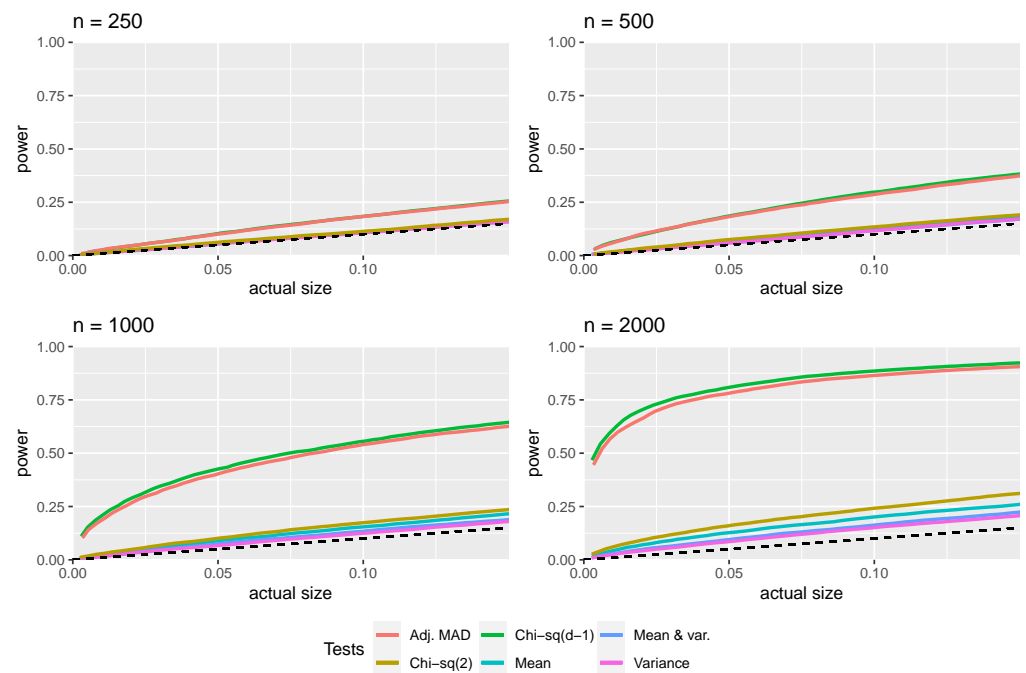 n = 250
1.00
0.75
0.50
0.25
0.00
power
0.00 0.05 0.10
actual size
n = 500
1.00
0.75
0.50
0.25
0.00
power
0.00 0.05 0.10
actual size
n = 1000
1.00
0.75
0.50
0.25
0.00
power
0.00 0.05 0.10
actual size
n = 2000
1.00
0.75
0.50
0.25
0.00
power
0.00 0.05 0.10
actual size
Tests
Adj. MAD Chi−sq(d−1) Mean & var.
Chi−sq(2) Mean Variance